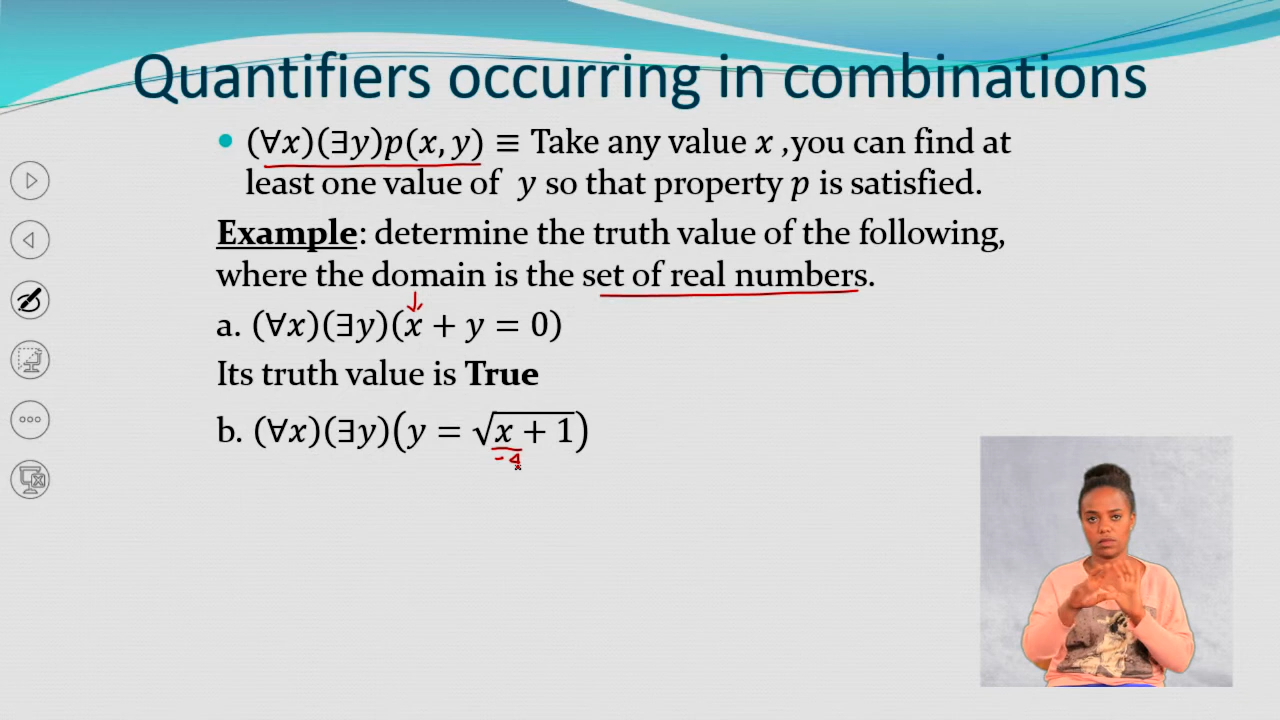 Quantifiers occurring in combinations
• (∀x)(∃y)p(x, y) ≡ Take any value x ,you can find at
least one value of y so that property p is satisfied.
Example: determine the truth value of the following,
where the domain is the set of real numbers.
a. (∀x)(∃y)(x + y = 0)
Its truth value is True
b. (∀x)(∃y)(y = √(x + 1))
-4